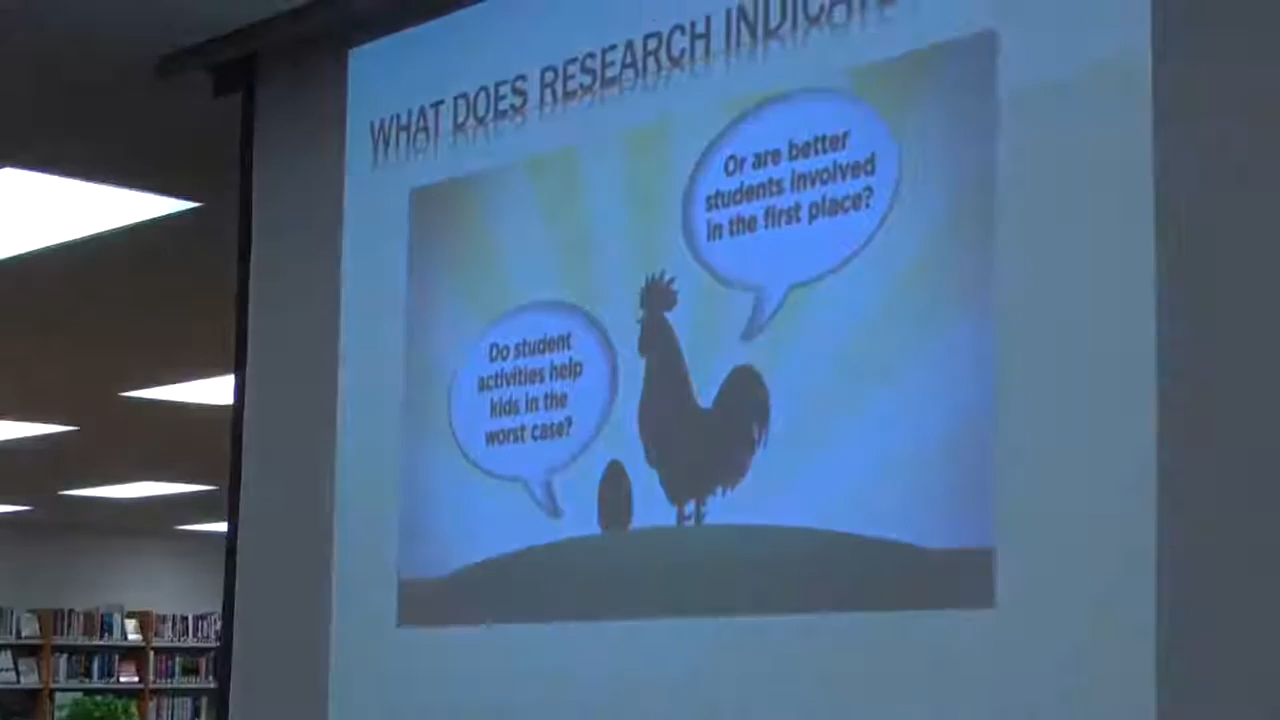 WHAT DOES RESEARCH INDICATE
Or are better
students involved
in the first place?
Do student
activities help
kids in the
worst case?